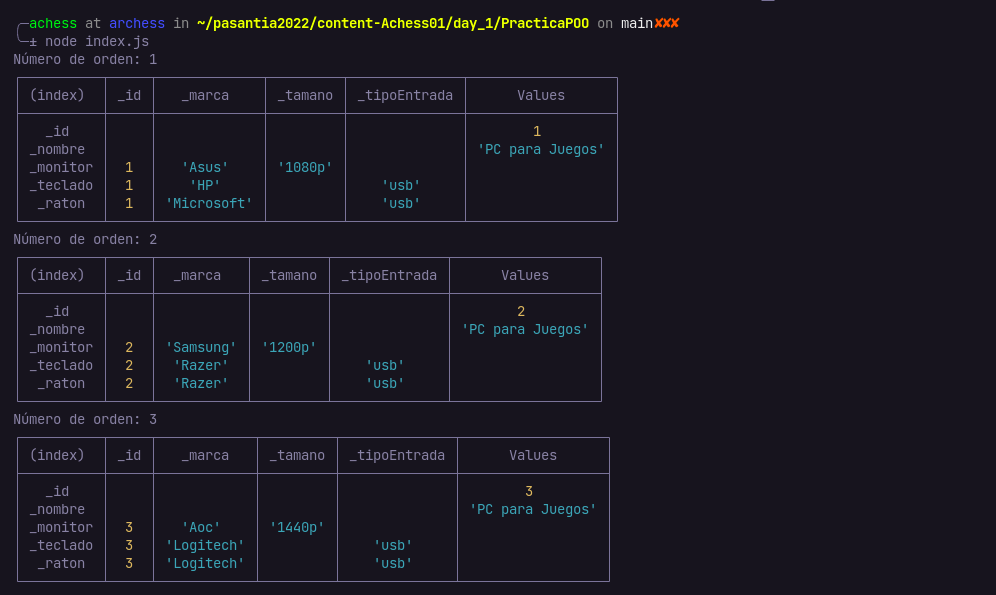 ╭─achess at archess in ~/pasantia2022/content-Achess01/day_1/PracticaPOO on main✘✘✘
╰─± node index.js
Número de orden: 1
(index) _id _marca _tamano _tipoEntrada Values
_id 1
_nombre 'PC para Juegos'
_monitor 1 'Asus' '1080p'
_teclado 1 'HP' 'usb'
_raton 1 'Microsoft' 'usb'
Número de orden: 2
(index) _id _marca _tamano _tipoEntrada Values
_id 2
_nombre 'PC para Juegos'
_monitor 2 'Samsung' '1200p'
_teclado 2 'Razer' 'usb'
_raton 2 'Razer' 'usb'
Número de orden: 3
(index) _id _marca _tamano _tipoEntrada Values
_id 3
_nombre 'PC para Juegos'
_monitor 3 'Aoc' '1440p'
_teclado 3 'Logitech' 'usb'
_raton 3 'Logitech' 'usb'